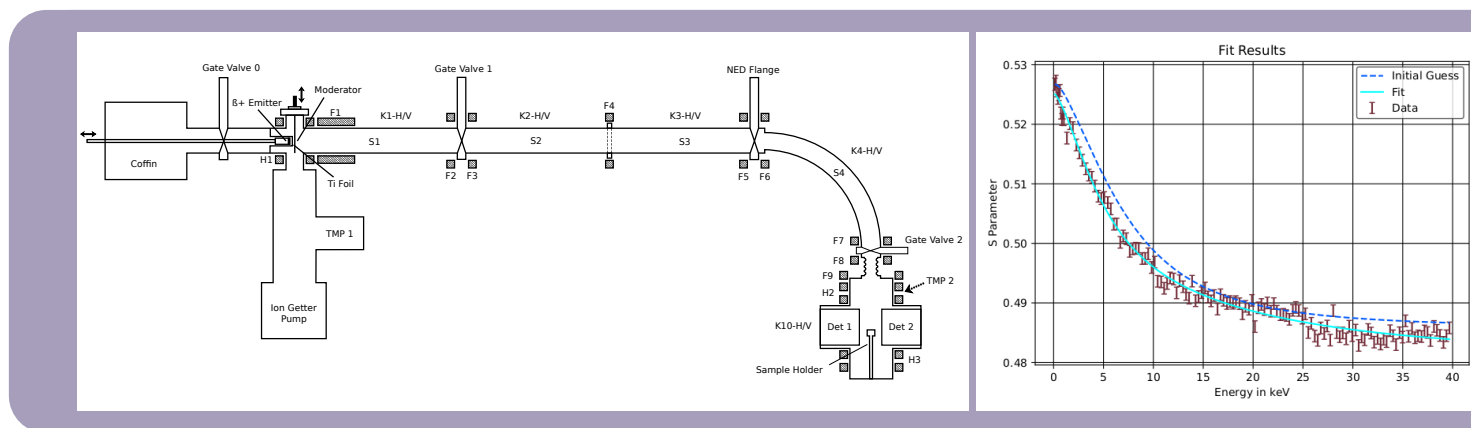 Gate Valve 0
ß+ Emitter
Moderator
F1
K1-H/V
Gate Valve 1
K2-H/V
F4
K3-H/V
NED Flange
S1
S2
S3
Coffin
H1
Ti Foil
F2
F3
F5
F6
K4-H/V
S4
TMP 1
F7
Gate Valve 2
F8
F9
TMP 2
H2
Ion Getter
Pump
K10-H/V
Det 1
Det 2
Sample Holder
H3
Fit Results
Initial Guess
Fit
Data
S Parameter
0.53
0.52
0.51
0.50
0.49
0.48
0
5
10
15
20
25
30
35
40
Energy in keV